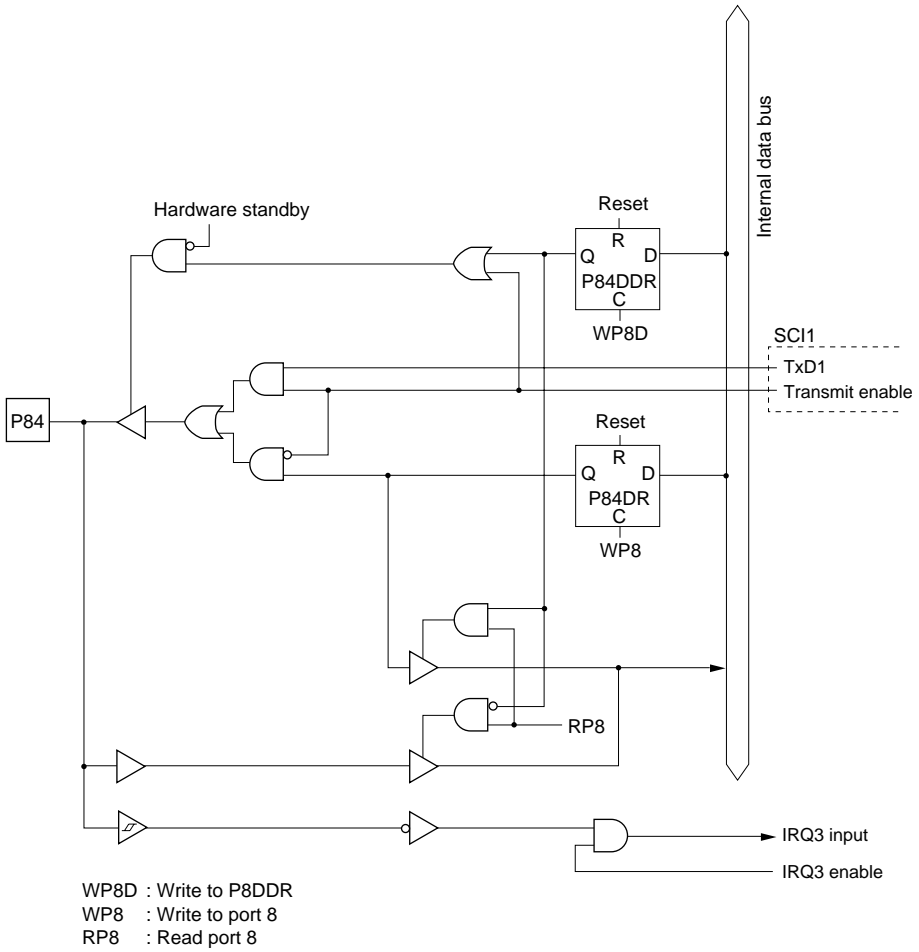 Internal data bus
Hardware standby
Reset
R
Q
D
P84DDR
C
WP8D
SCI1
TxD1
Transmit enable
P84
Reset
R
Q
D
P84DR
C
WP8
RP8
IRQ3 input
IRQ3 enable
WP8D : Write to P8DDR
WP8 : Write to port 8
RP8 : Read port 8